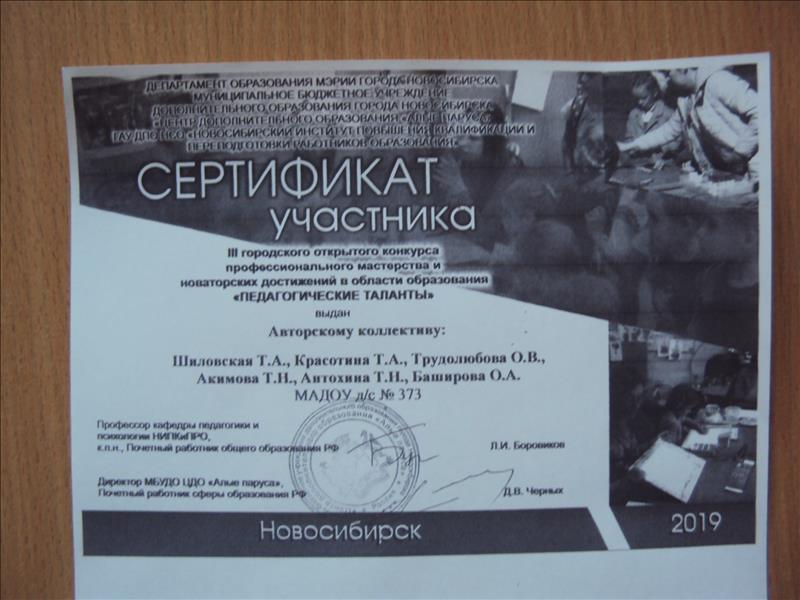 ДЕПАРТАМЕНТ ОБРАЗОВАНИЯ МЭРИИ ГОРОДА НОВОСИБИРСКА
МУНИЦИПАЛЬНОЕ БЮДЖЕТНОЕ УЧРЕЖДЕНИЕ
ДОПОЛНИТЕЛЬНОГО ОБРАЗОВАНИЯ ГОРОДА НОВОСИБИРСКА
«ЦЕНТР ДОПОЛНИТЕЛЬНОГО ОБРАЗОВАНИЯ «АЛЫЕ ПАРУСА»
ГАУ ДПО НСО «НОВОСИБИРСКИЙ ИНСТИТУТ ПОВЫШЕНИЯ КВАЛИФИКАЦИИ И
ПЕРЕПОДГОТОВКИ РАБОТНИКОВ ОБРАЗОВАНИЯ»
СЕРТИФИКАТ
участника
III городского открытого конкурса
профессионального мастерства и
новаторских достижений в области образования
«ПЕДАГОГИЧЕСКИЕ ТАЛАНТЫ»
выдан
Авторскому коллективу:
Шиловская Т.А., Красотина Т.А., Трудолюбова О.В.,
Акимова Т.Н., Антохина Т.Н., Баширова О.А.
МАДОУ д/с № 373
Профессор кафедры педагогики и
психологии НИПКиПРО,
к.п.н., Почетный работник общего образования РФ
Л.И. Боровиков
Директор МБУДО ЦДО «Алые паруса»,
Почетный работник сферы образования РФ
Д.В. Черных
Новосибирск
2019